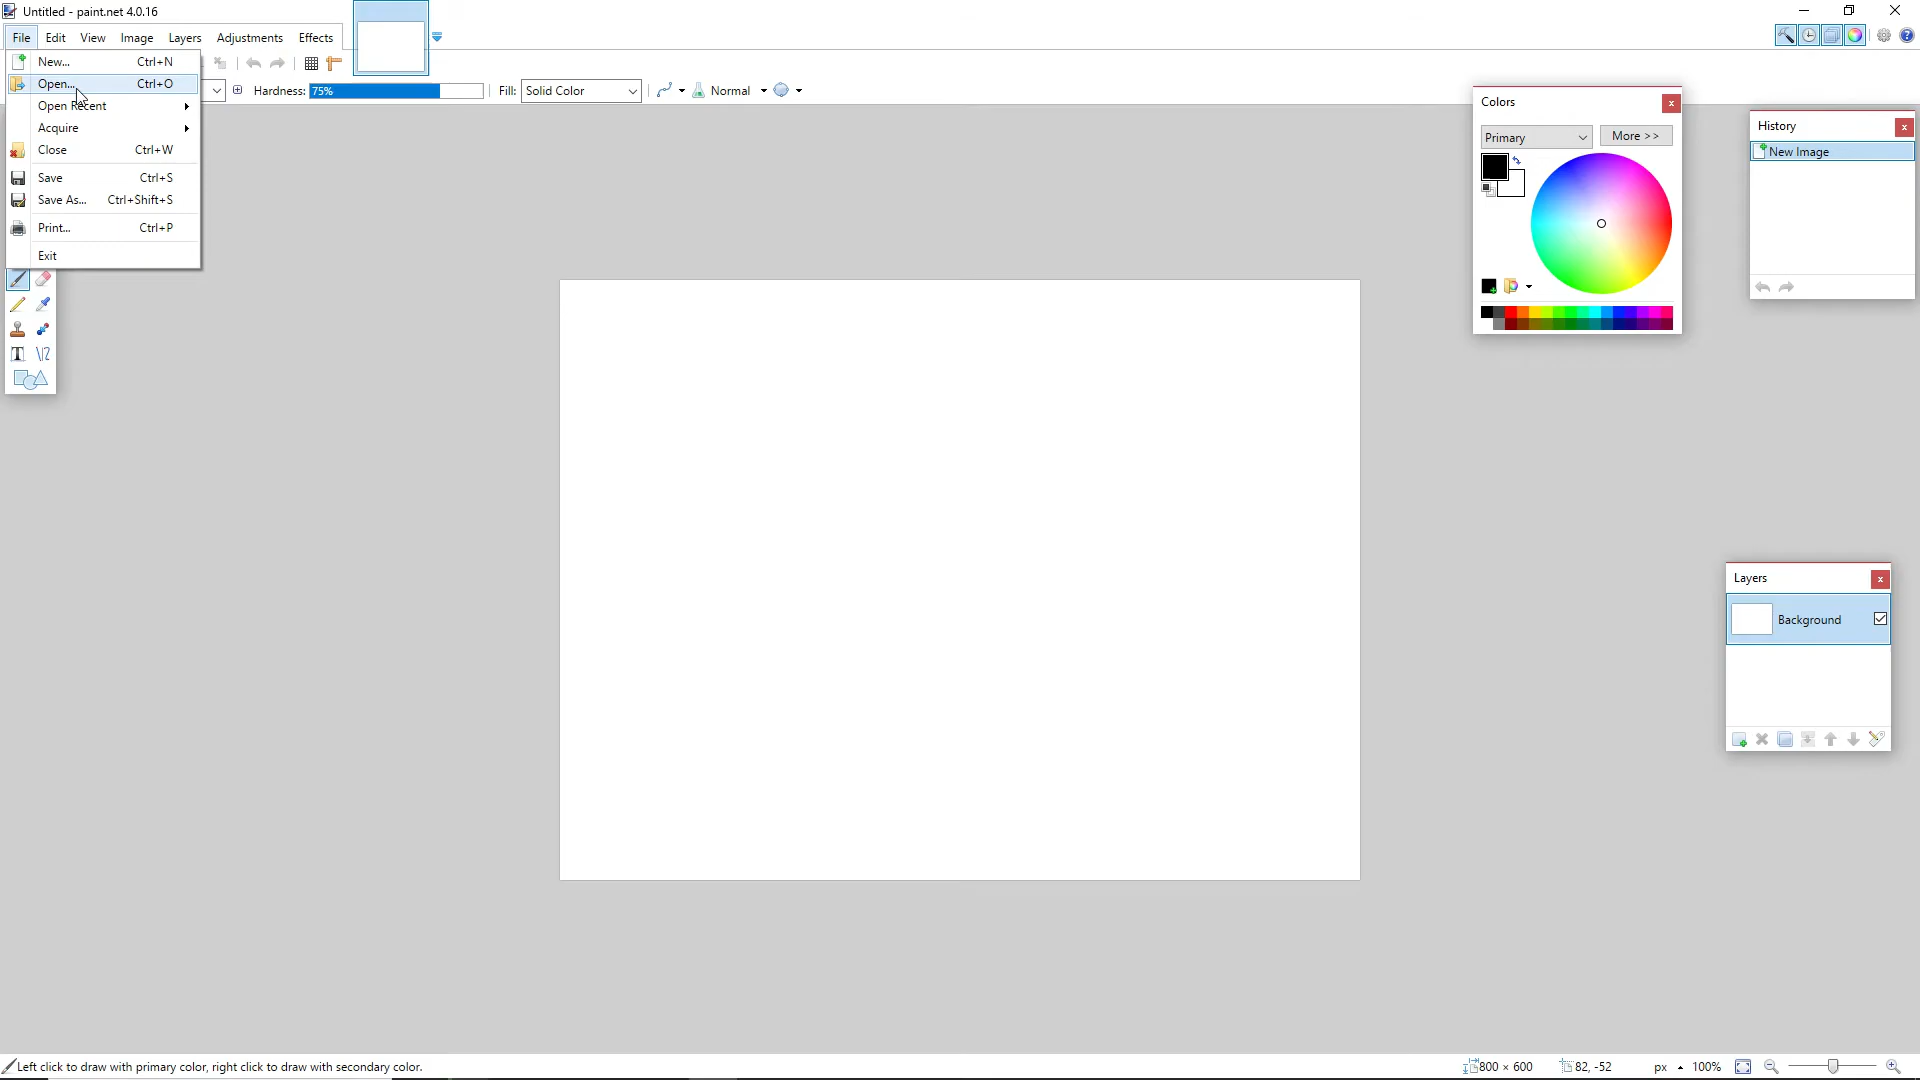 Untitled - paint.net 4.0.16
File Edit View Image Layers Adjustments Effects
New... Ctrl+N
Open... Ctrl+O
Open Recent
Acquire
Close Ctrl+W
Save Ctrl+S
Save As... Ctrl+Shift+S
Print... Ctrl+P
Exit
Hardness: 75% Fill: Solid Color Normal
Colors
Primary More >>
History
New Image
Layers
Background
Left click to draw with primary color, right click to draw with secondary color.
800 × 600 82, -52 px 100%